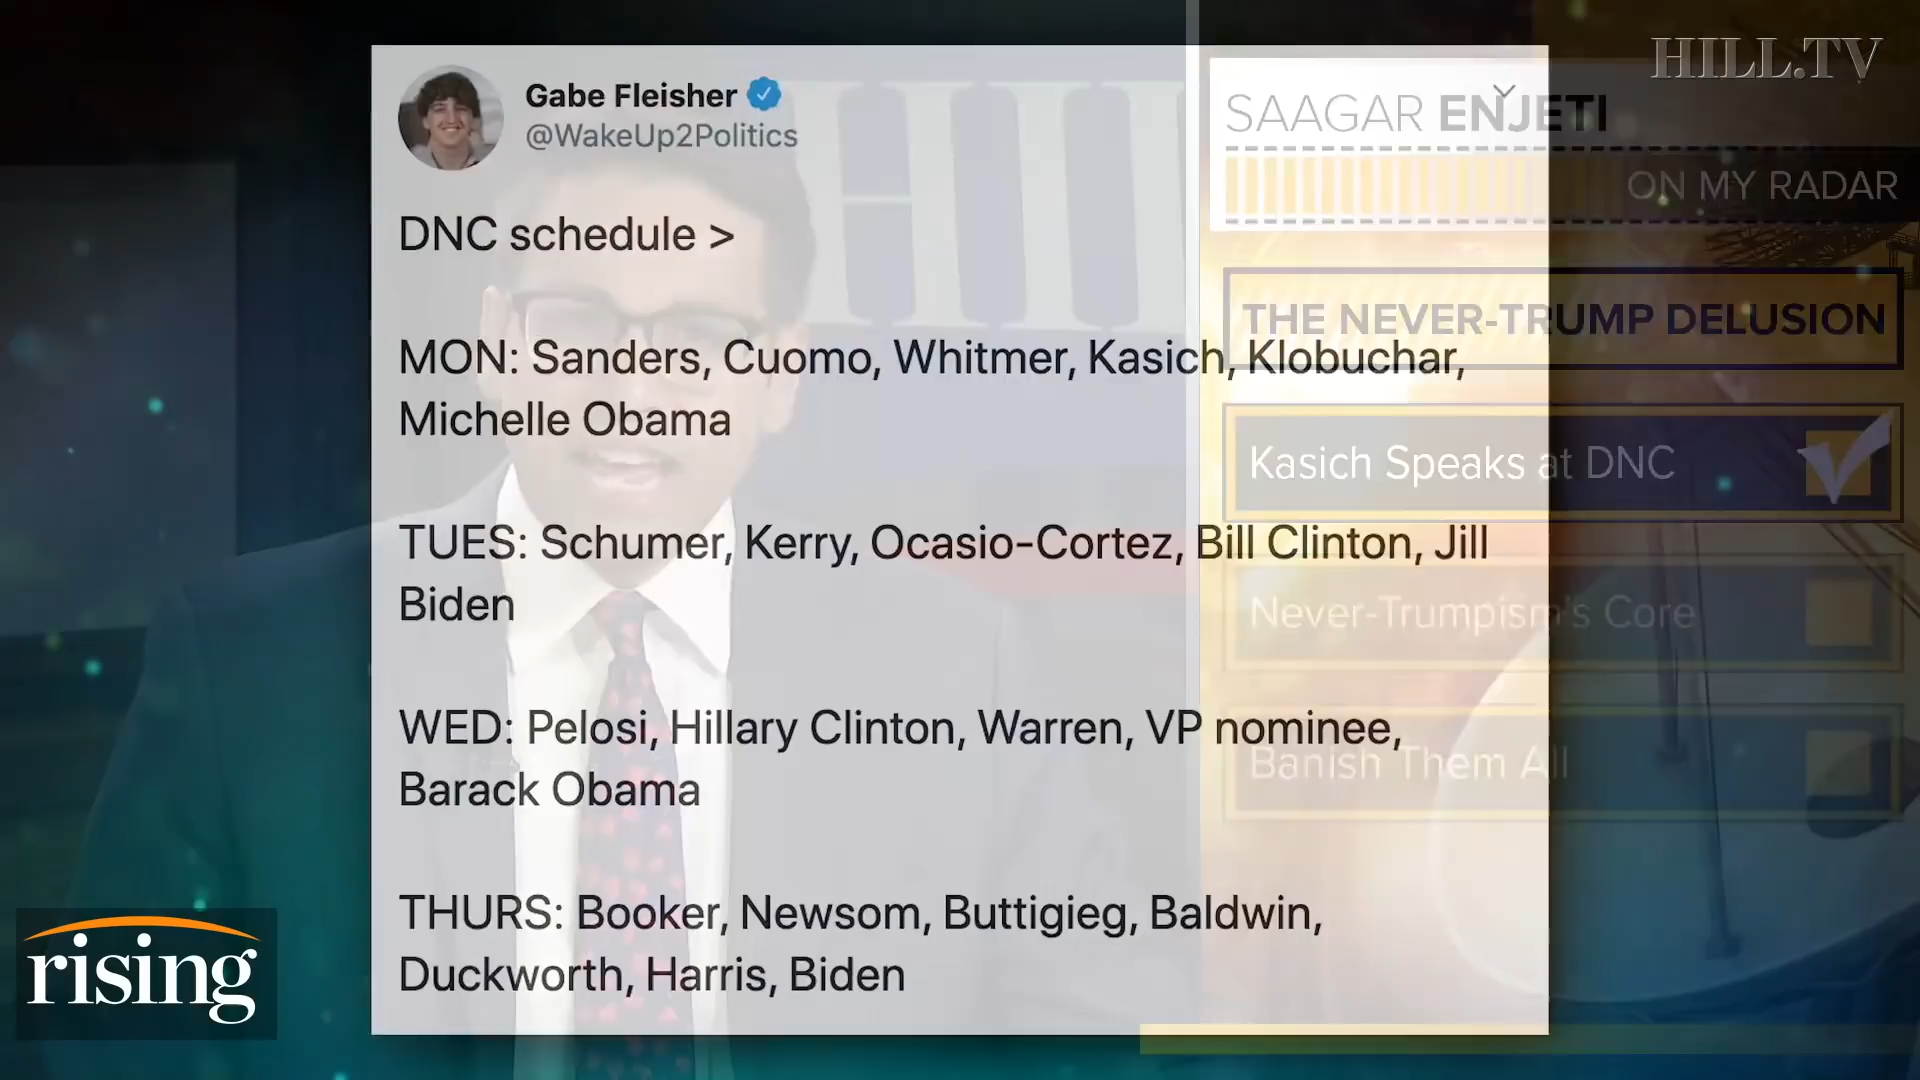 HILL.TV
Gabe Fleisher
@WakeUp2Politics
DNC schedule >
MON: Sanders, Cuomo, Whitmer, Kasich, Klobuchar,
Michelle Obama
TUES: Schumer, Kerry, Ocasio-Cortez, Bill Clinton, Jill
Biden
WED: Pelosi, Hillary Clinton, Warren, VP nominee,
Barack Obama
THURS: Booker, Newsom, Buttigieg, Baldwin,
Duckworth, Harris, Biden
SAAGAR ENJETI
ON MY RADAR
THE NEVER-TRUMP DELUSION
Kasich Speaks at DNC
Never-Trumpism's Core
Banish Them All
rising